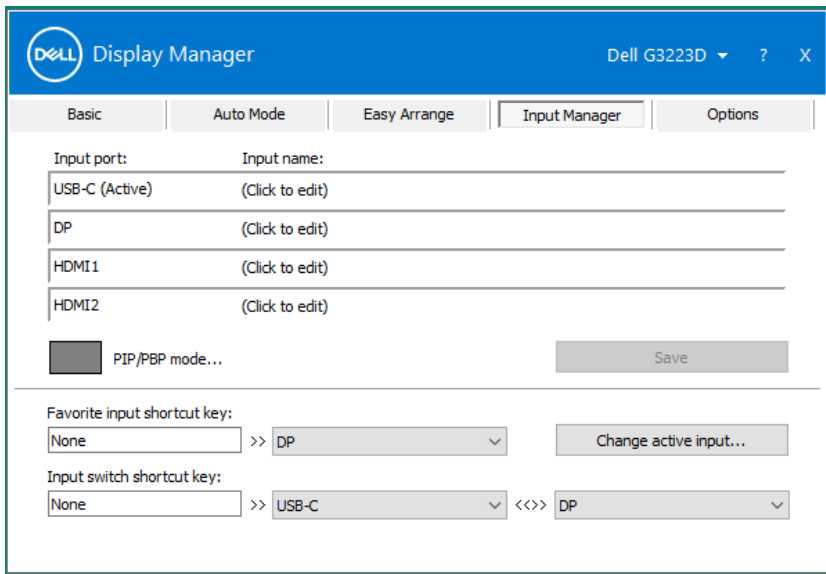 DELL Display Manager Dell G3223D ? X
Basic Auto Mode Easy Arrange Input Manager Options
Input port: Input name:
USB-C (Active) (Click to edit)
DP (Click to edit)
HDMI1 (Click to edit)
HDMI2 (Click to edit)
PIP/PBP mode... Save
Favorite input shortcut key:
None >> DP Change active input...
Input switch shortcut key:
None >> USB-C <<>> DP